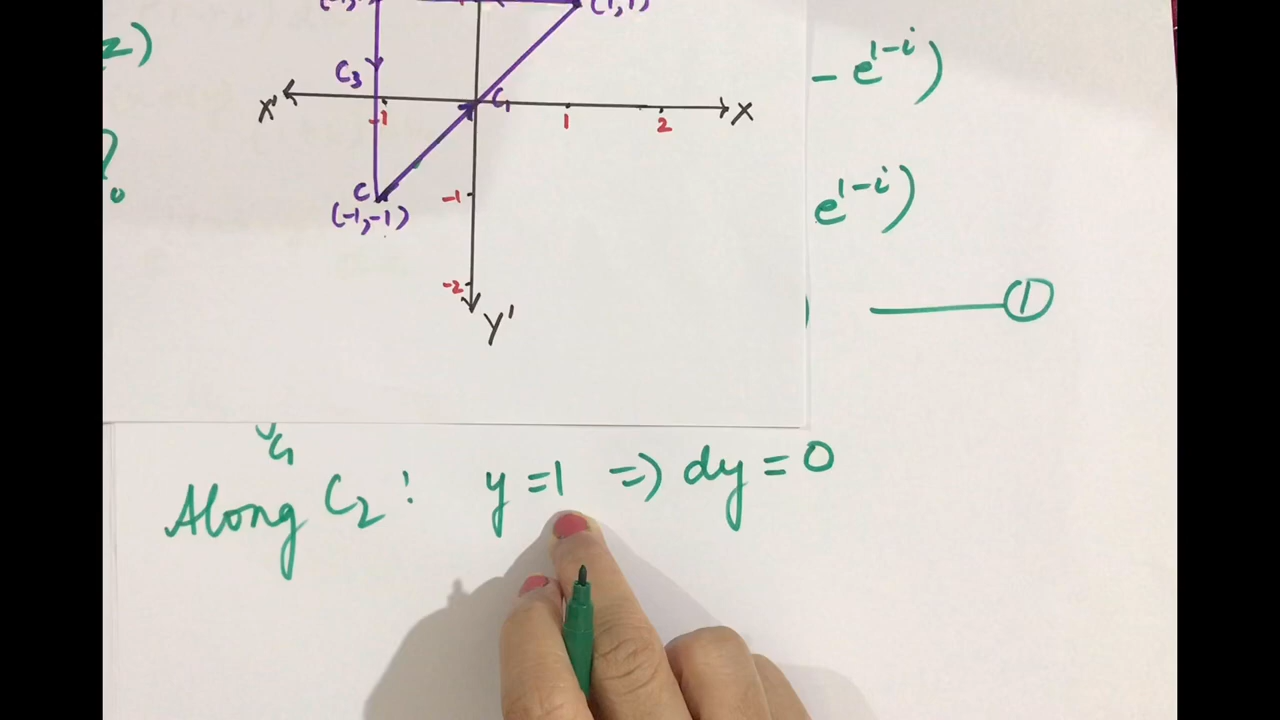 (1,1)
z)
- e^{1-i})
C₃
X'
-1
C₁
1
2
X
C
(-1,-1)
-1
e^{1-i})
-2
Y'
①
C₁
Along C₂: y=1 => dy=0